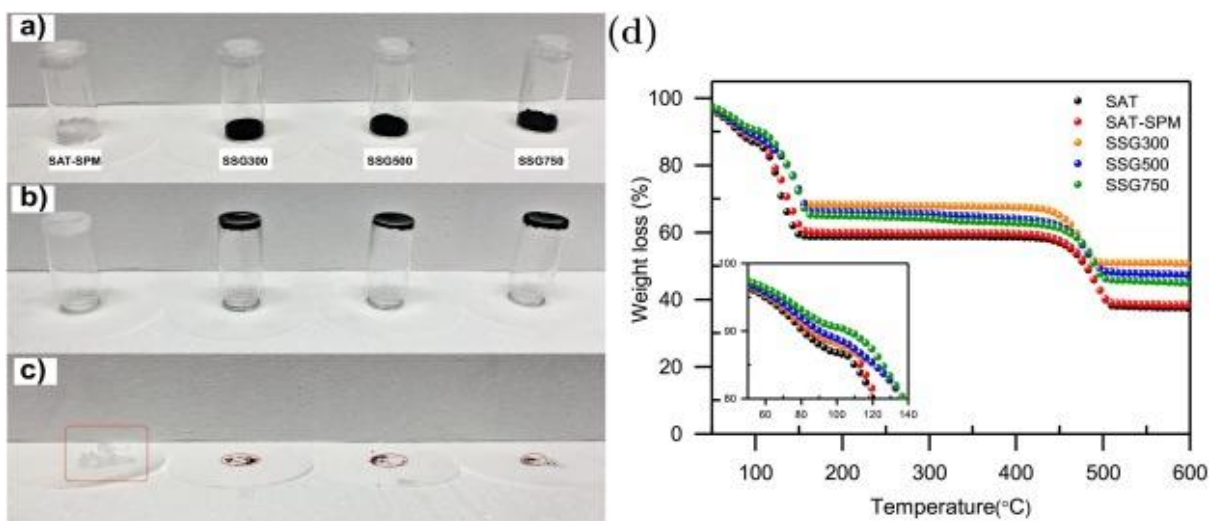 a)
SAT-SPM SSG300 SSG500 SSG750
b)
c)
(d)
SAT
SAT-SPM
SSG300
SSG500
SSG750
Weight loss (%)
100
80
60
40
20
0
100
90
80
60 80 100 120 140
100 200 300 400 500 600
Temperature(°C)